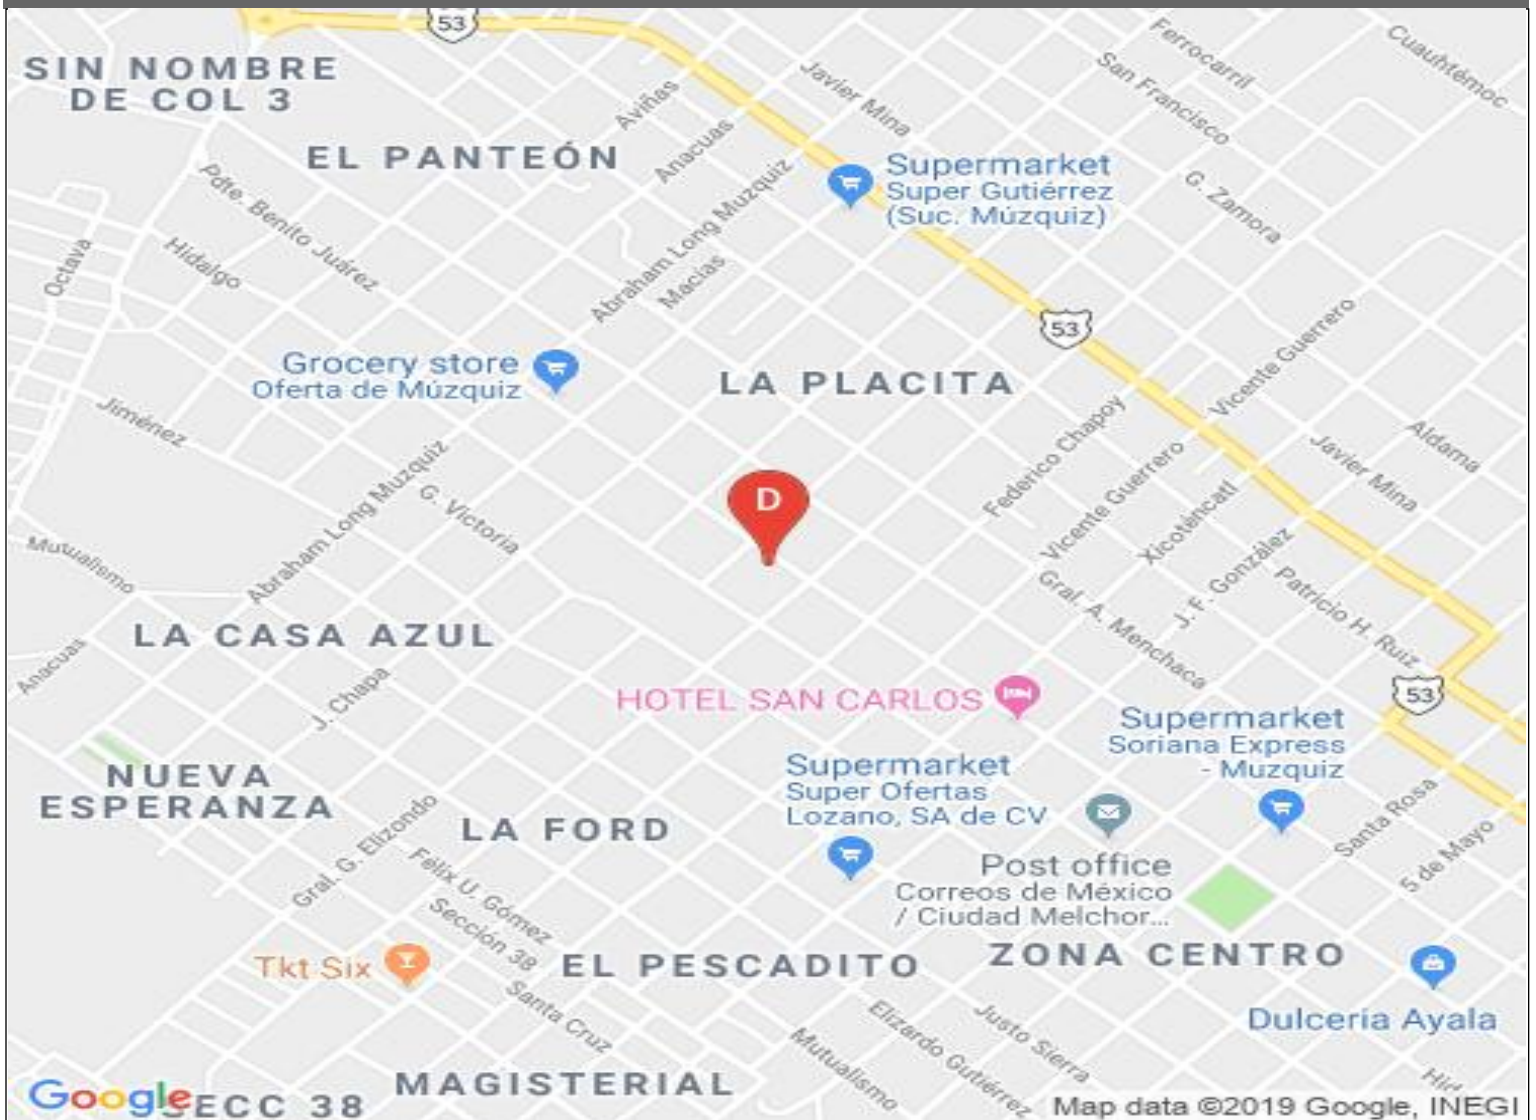 53
SIN NOMBRE
DE COL 3
Ferrocarril
Cuauhtémoc
San Francisco
Javier Mina
Aviñas
Anacuas
EL PANTEÓN
Pdte. Benito Juárez
Supermarket
Super Gutiérrez
(Suc. Múzquiz)
G. Zamora
Abraham Long Muzquiz
Macías
Hidalgo
Octava
53
Vicente Guerrero
Grocery store
Oferta de Múzquiz
LA PLACITA
Jiménez
Federico Chapoy
Aldama
Javier Mina
Abraham Long Muzquiz
G. Victoria
D
Vicente Guerrero
Xicoténcatl
J. F. González
Mutualismo
Gral. A. Menchaca
Patricio H. Ruiz
LA CASA AZUL
Anacuas
J. Chapa
HOTEL SAN CARLOS
53
Supermarket
Soriana Express
- Muzquiz
NUEVA
ESPERANZA
Supermarket
Super Ofertas
Lozano, SA de CV
Santa Rosa
5 de Mayo
LA FORD
Gral. G. Elizondo
Félix U. Gómez
Sección 38
Post office
Correos de México
/ Ciudad Melchor...
Tkt Six
EL PESCADITO
ZONA CENTRO
Santa Cruz
Dulceria Ayala
Elizardo Gutiérrez
Justo Sierra
Mutualismo
MAGISTERIAL
Google
SECC 38
Map data ©2019 Google, INEGI